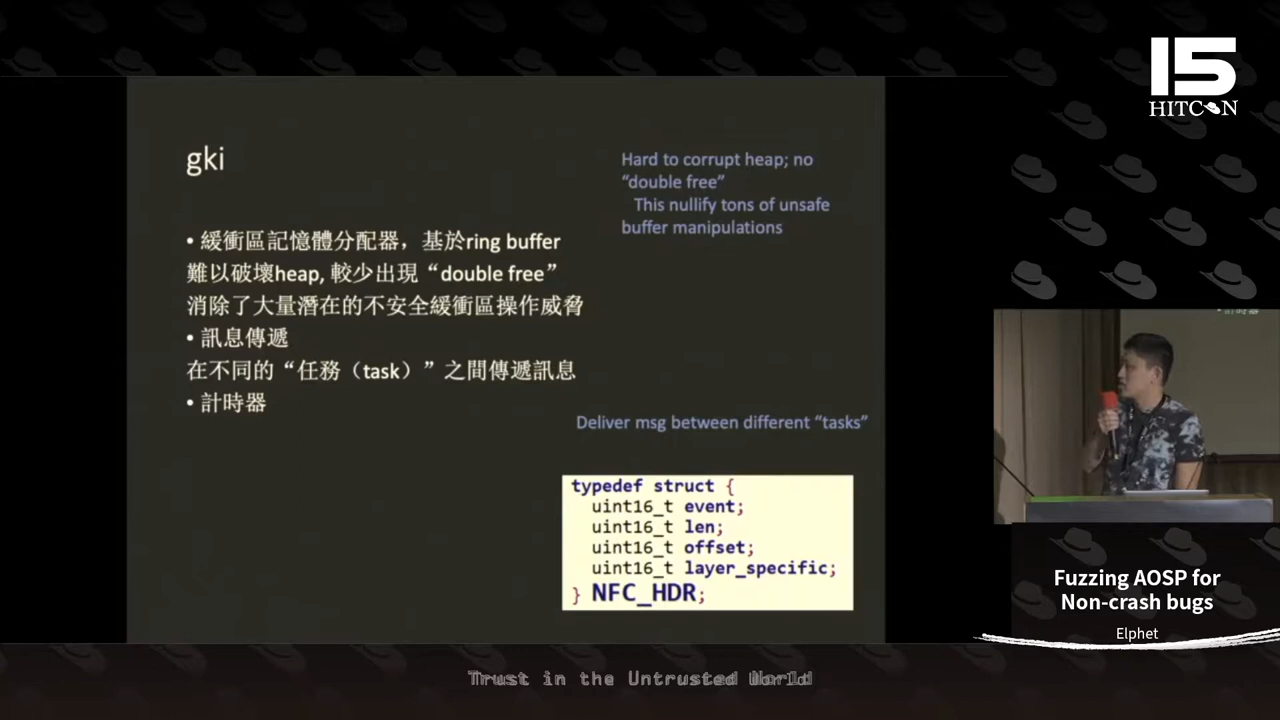 gki
• 緩衝區記憶體分配器，基於ring buffer
難以破壞heap, 較少出現“double free”
消除了大量潛在的不安全緩衝區操作威脅
• 訊息傳遞
在不同的“任務（task）”之間傳遞訊息
• 計時器
Hard to corrupt heap; no
“double free”
This nullify tons of unsafe
buffer manipulations
Deliver msg between different “tasks”
typedef struct {
uint16_t event;
uint16_t len;
uint16_t offset;
uint16_t layer_specific;
} NFC_HDR;
15
HITCON
• 計時器
Fuzzing AOSP for
Non-crash bugs
Elphet
Trust in the Untrusted World